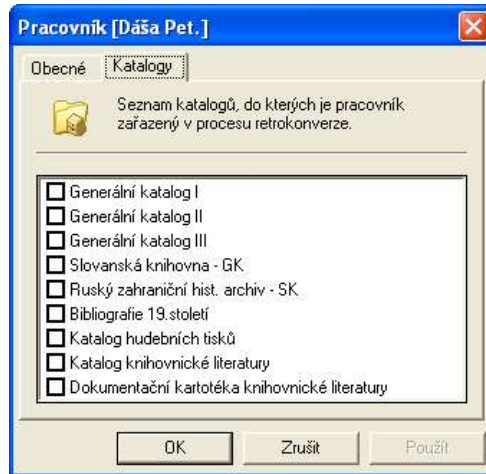 Pracovník [Dáša Pet.]
Obecné Katalogy
Seznam katalogů, do kterých je pracovník
zařazený v procesu retrokonverze.
Generální katalog I
Generální katalog II
Generální katalog III
Slovanská knihovna - GK
Ruský zahraniční hist. archiv - SK
Bibliografie 19.století
Katalog hudebních tisků
Katalog knihovnické literatury
Dokumentační kartotéka knihovnické literatury
OK Zrušit Použít